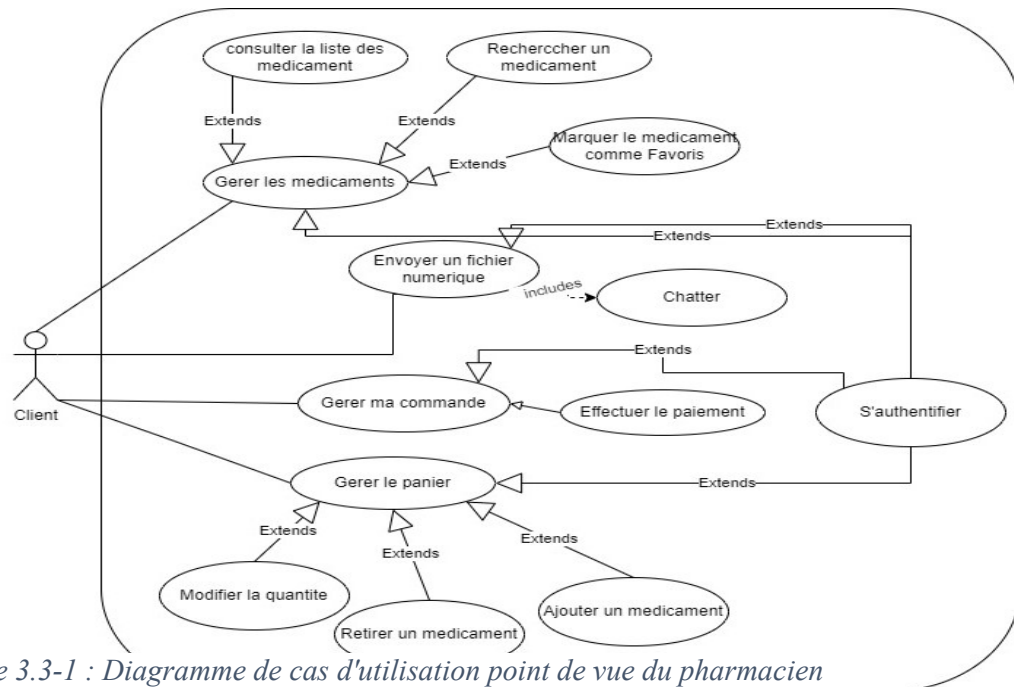 consulter la liste des
medicament
Recherccher un
medicament
Extends
Extends
Marquer le medicament
comme Favoris
Extends
Gerer les medicaments
Extends
Extends
Envoyer un fichier
numerique
includes
Chatter
Extends
Client
Gerer ma commande
Effectuer le paiement
S'authentifier
Gerer le panier
Extends
Extends
Extends
Extends
Modifier la quantite
Ajouter un medicament
Retirer un medicament
e 3.3-1 : Diagramme de cas d'utilisation point de vue du pharmacien